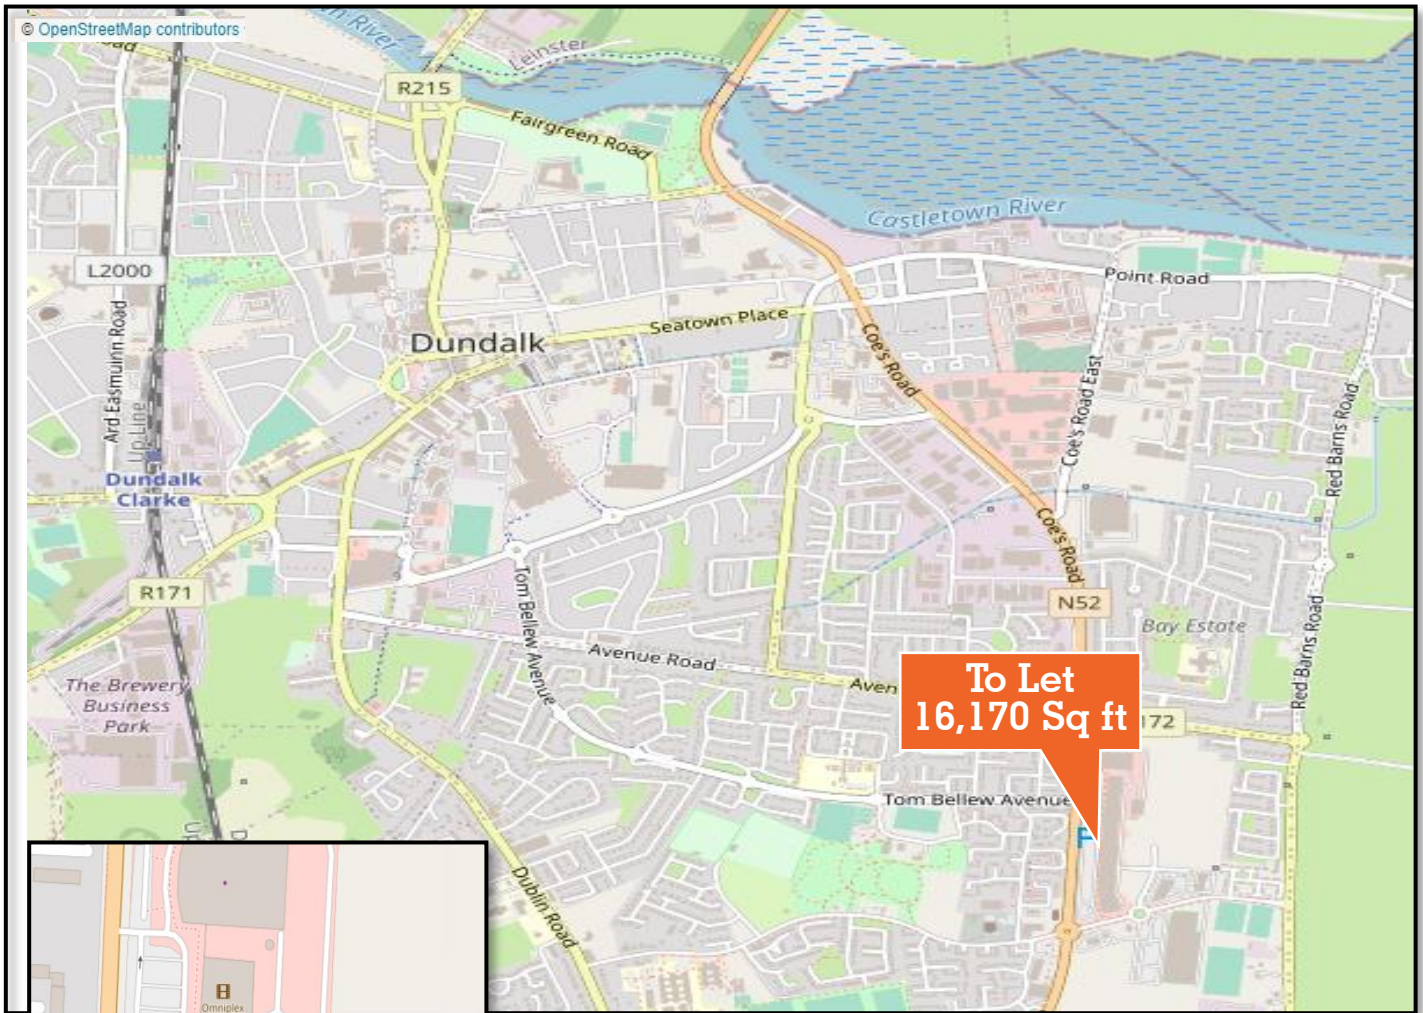 © OpenStreetMap contributors
River
Leinster
R215
Fairgreen Road
Castletown River
L2000
Point Road
Ard Easmuinn Road
Seatown Place
Dundalk
Coe's Road
Coe's Road East
Up Line
Red Barns Road
Dundalk
Clarke
Coe's Road
R171
Tom Bellew Avenue
N52
Bay Estate
Red Barns Road
Avenue Road
To Let
16,170 Sq ft
172
The Brewery
Business
Park
Tom Bellew Avenue
Dublin Road
Omniplex